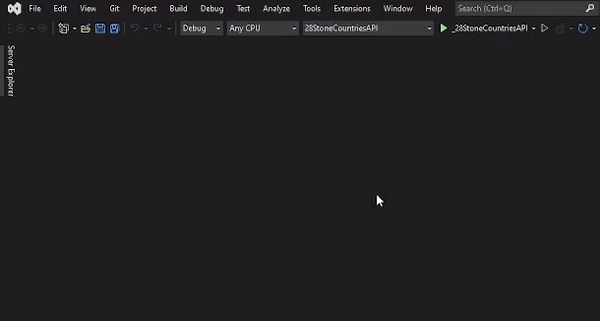 File Edit View Git Project Build Debug Test Analyze Tools Extensions Window Help Search (Ctrl+Q)
Debug Any CPU 28StoneCountriesAPI _28StoneCountriesAPI
Server Explorer